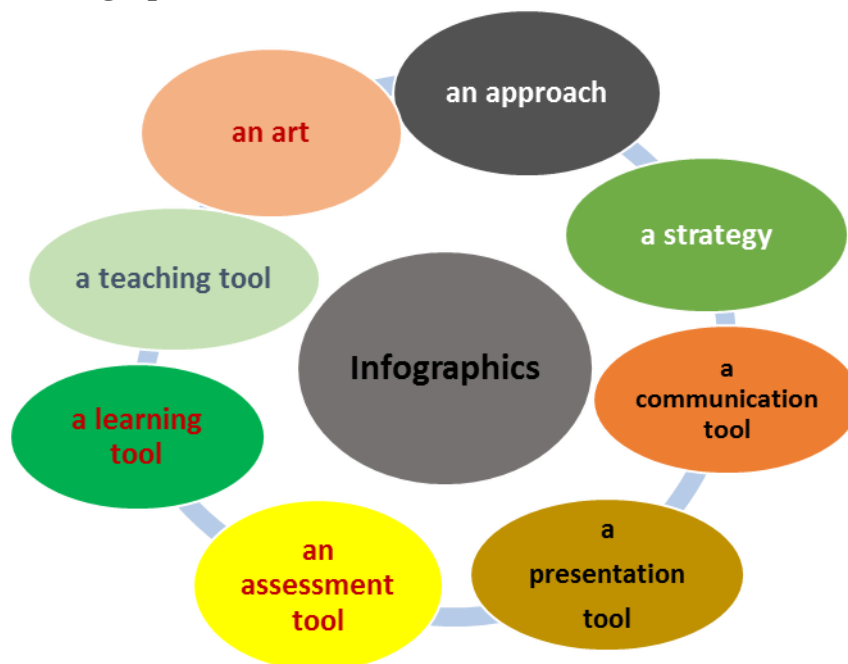 an approach
an art
a strategy
a teaching tool
Infographics
a
communication
tool
a learning
tool
an
assessment
tool
a
presentation
tool